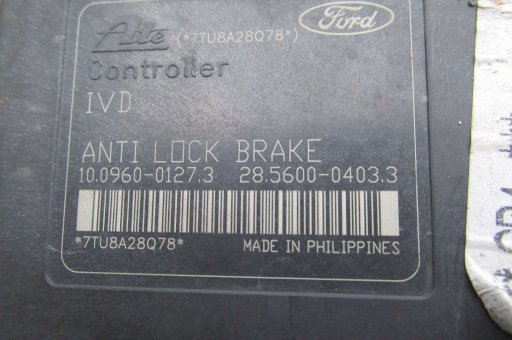 Ate (*7TU8A28Q78*) Ford
Controller
IVD
ANTI LOCK BRAKE
10.0960-0127.3 28.5600-0403.3
*7TU8A28Q78* MADE IN PHILIPPINES